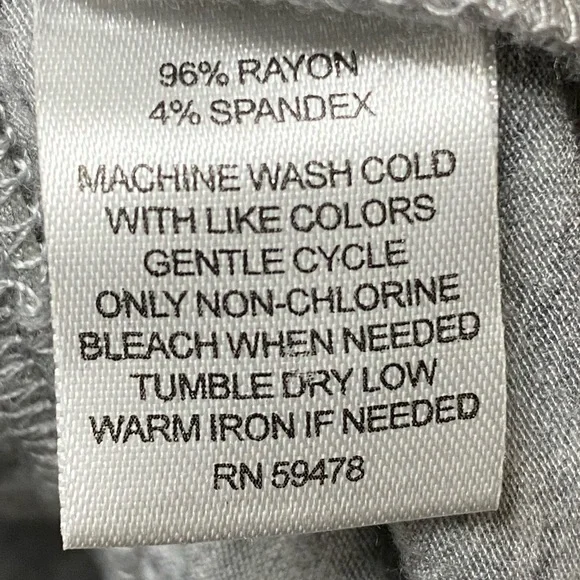 96% RAYON
4% SPANDEX
MACHINE WASH COLD
WITH LIKE COLORS
GENTLE CYCLE
ONLY NON-CHLORINE
BLEACH WHEN NEEDED
TUMBLE DRY LOW
WARM IRON IF NEEDED
RN 59478